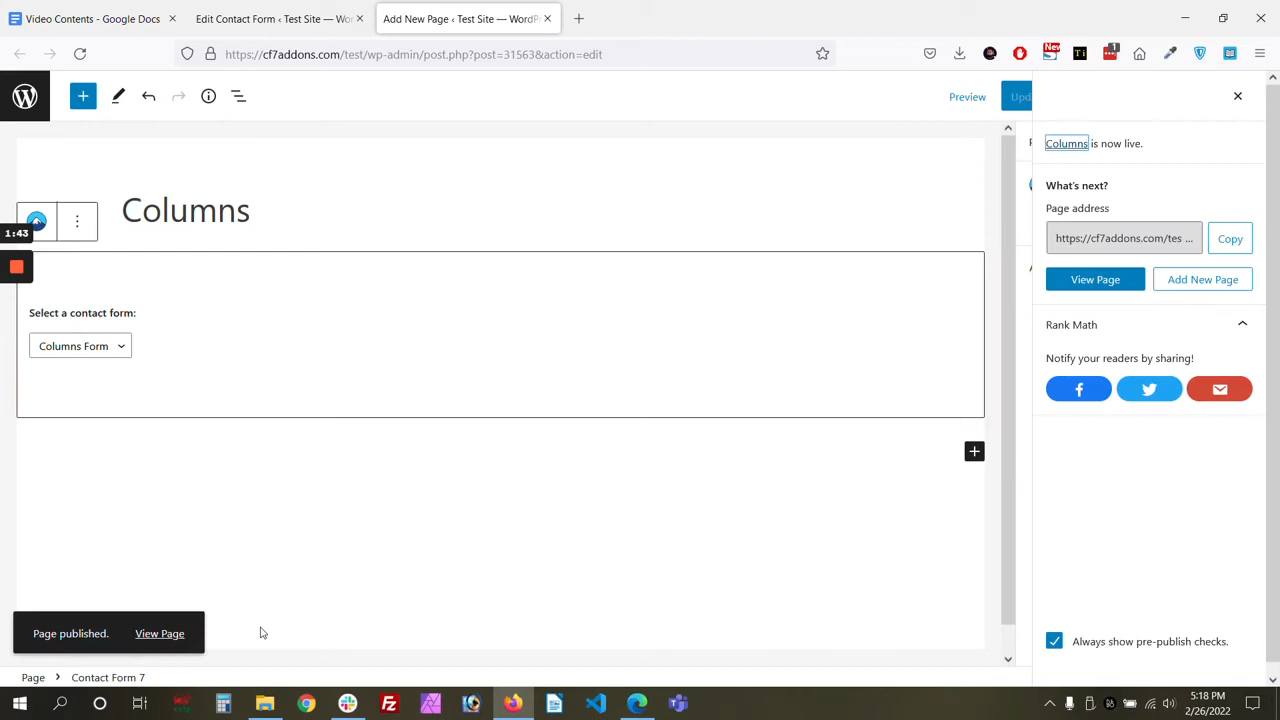 Video Contents - Google Docs
Edit Contact Form ‹ Test Site — Wo
Add New Page ‹ Test Site — WordP
https://cf7addons.com/test/wp-admin/post.php?post=31563&action=edit
New
1
Ti
Preview
Upd
Columns is now live.
What's next?
Page address
Columns
1:43
https://cf7addons.com/tes ...
Copy
View Page
Add New Page
Select a contact form:
Rank Math
Columns Form
Notify your readers by sharing!
Page published.
View Page
Always show pre-publish checks.
Page
Contact Form 7
5:18 PM
2/26/2022